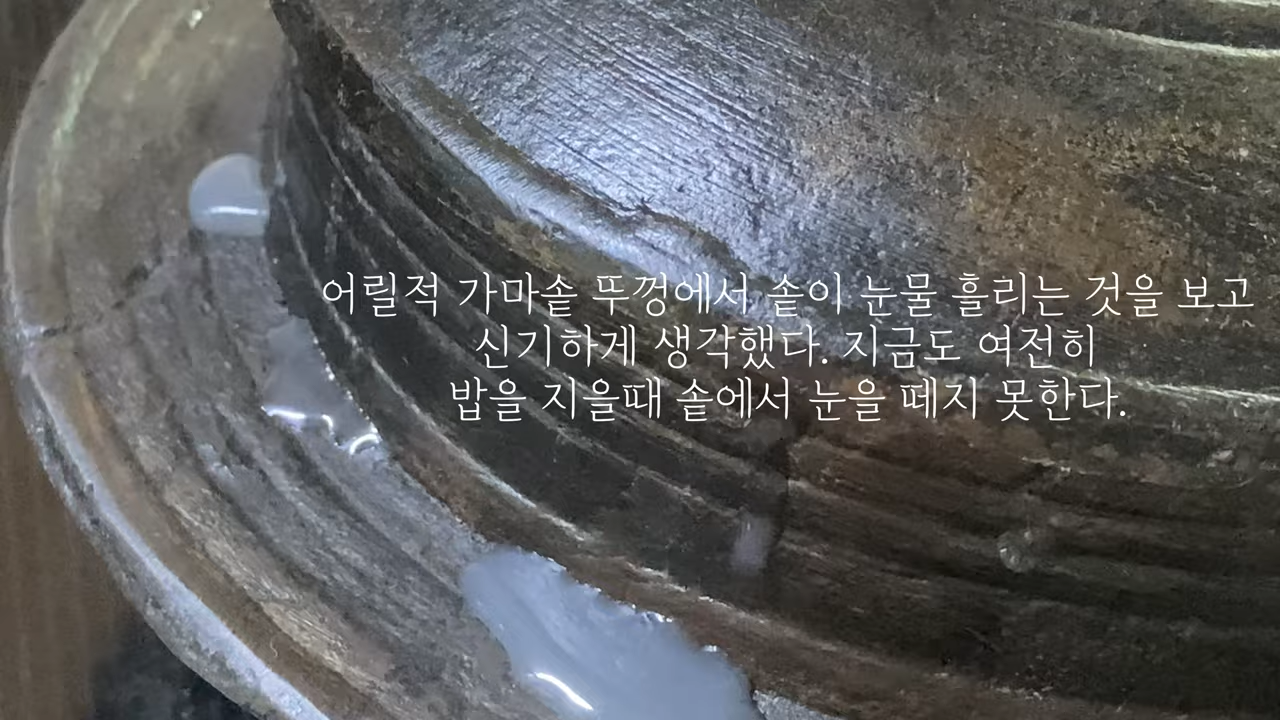 어릴적 가마솥 뚜껑에서 솥이 눈물 흘리는 것을 보고
신기하게 생각했다. 지금도 여전히
밥을 지을때 솥에서 눈을 떼지 못한다.